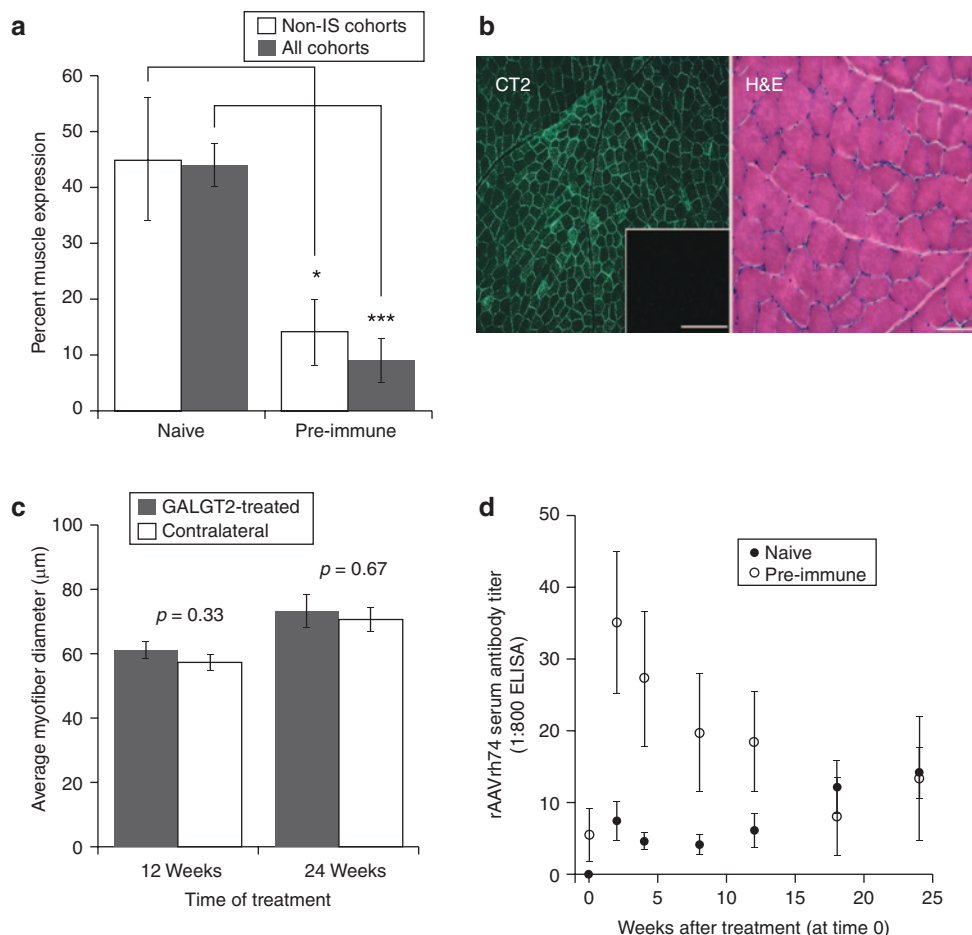 a
Non-IS cohorts
All cohorts
60
50
40
30
20
10
0
Percent muscle expression
*
***
Naive
Pre-immune
b
CT2
H&E
c
GALGT2-treated
Contralateral
100
80
60
40
20
0
Average myofiber diameter (μm)
p = 0.33
p = 0.67
12 Weeks
24 Weeks
Time of treatment
d
50
40
30
20
10
0
rAAVrh74 serum antibody titer
(1:800 ELISA)
Naive
Pre-immune
0
5
10
15
20
25
Weeks after treatment (at time 0)